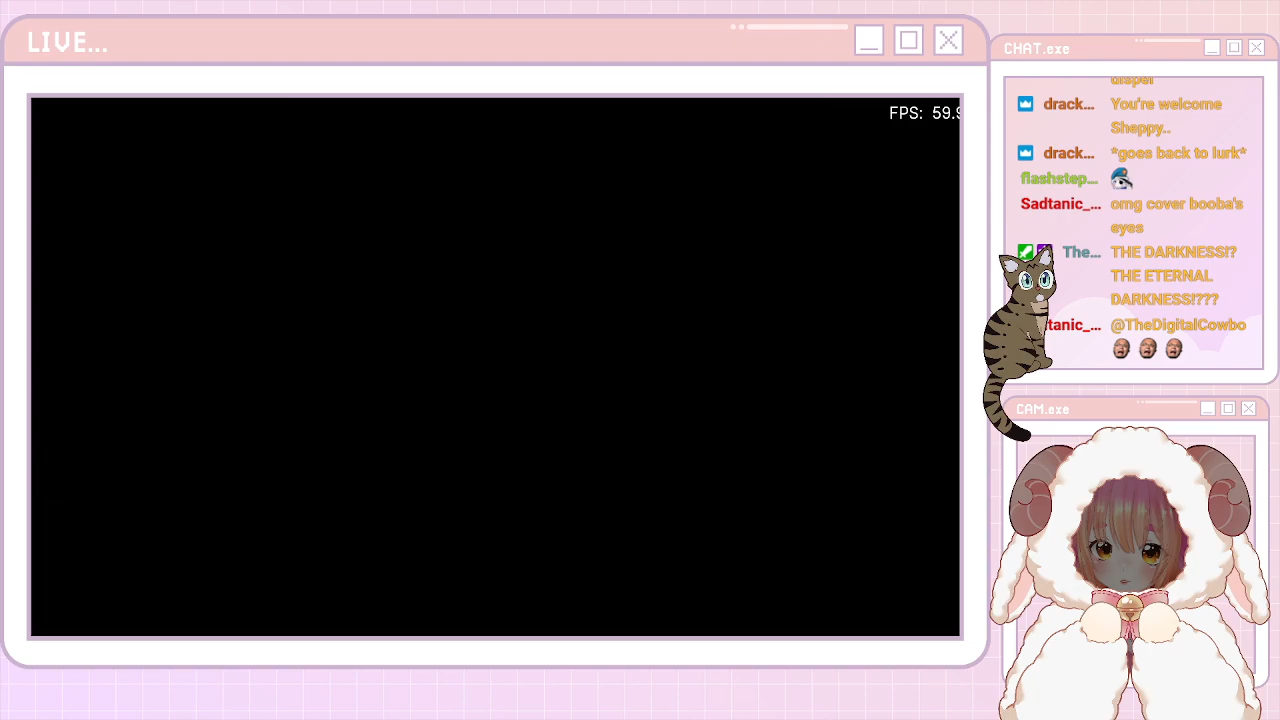 LIVE...
FPS: 59.9
CHAT.exe
drack... You're welcome
Sheppy..
drack... *goes back to lurk*
flashstep...
Sadtanic_... omg cover booba's
eyes
The... THE DARKNESS!?
THE ETERNAL
DARKNESS!???
tanic_... @TheDigitalCowbo
CAM.exe